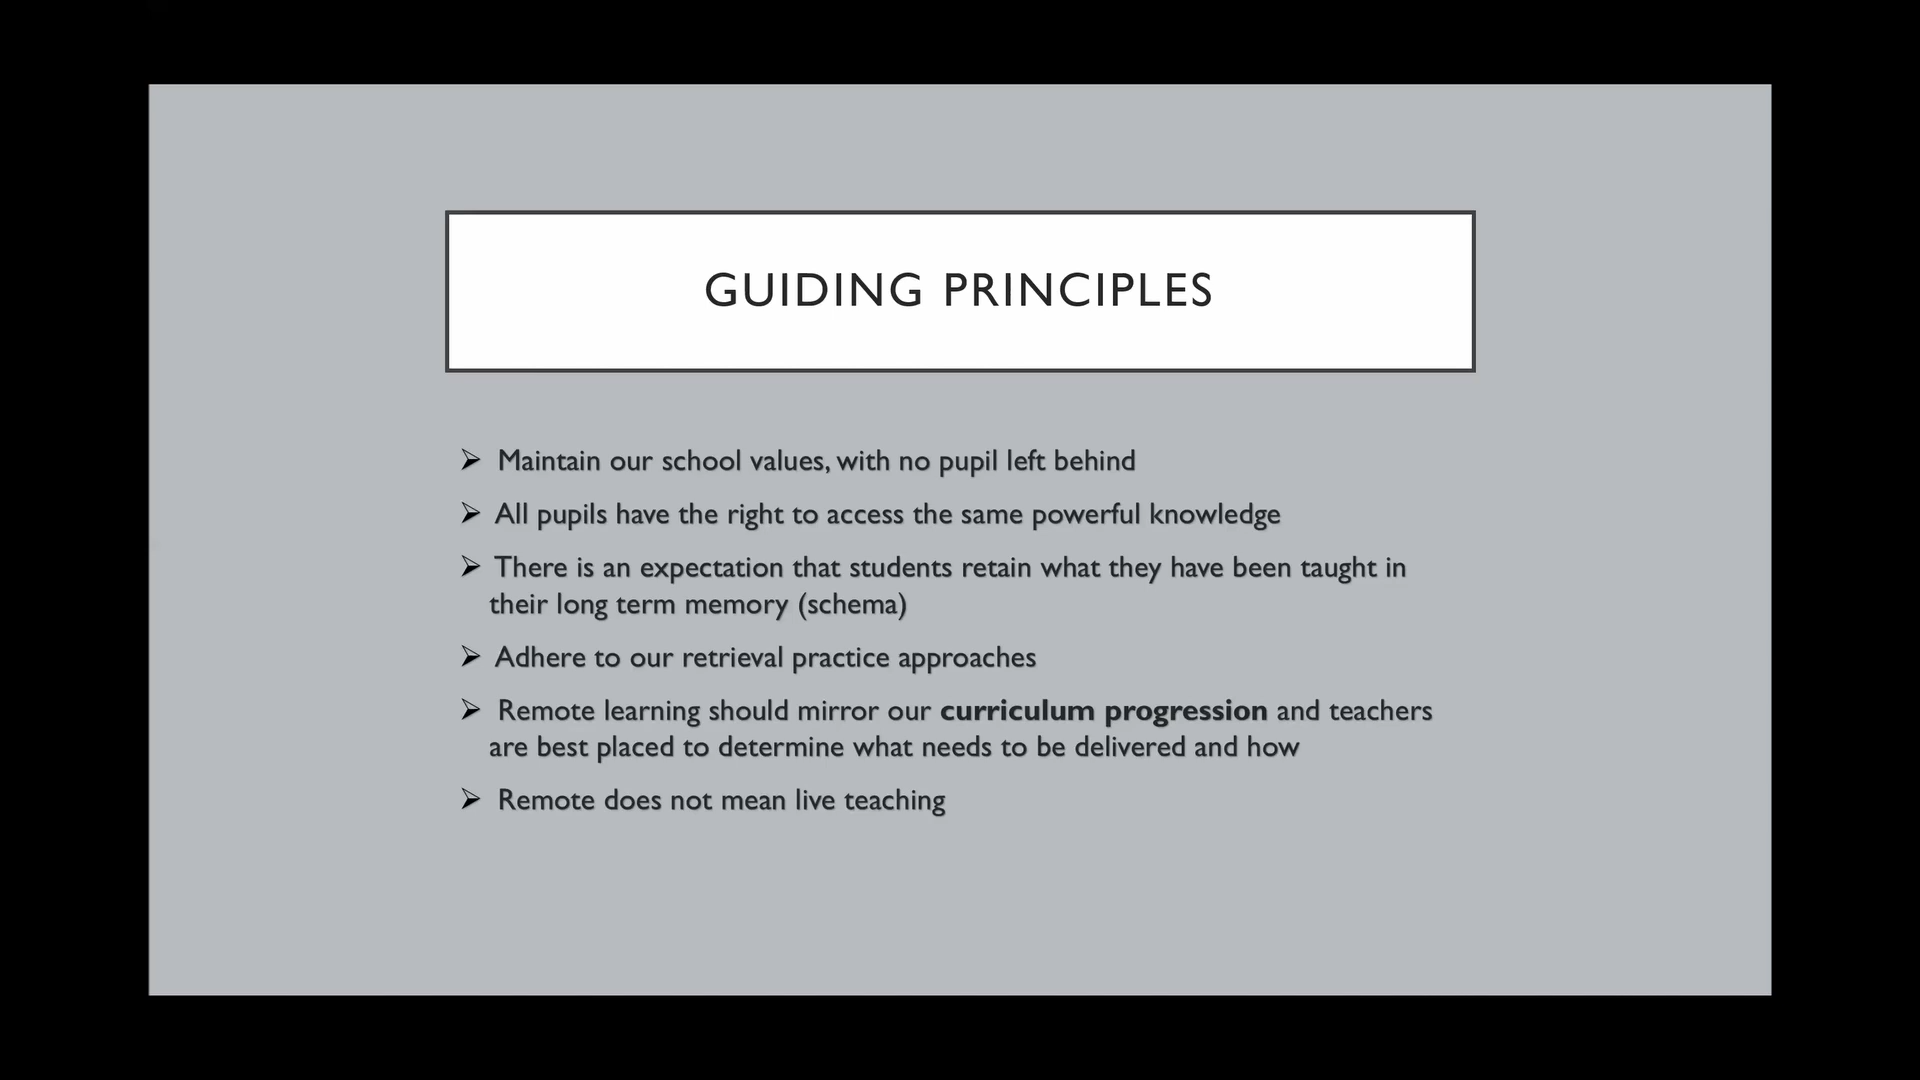 GUIDING PRINCIPLES
➢ Maintain our school values, with no pupil left behind
➢ All pupils have the right to access the same powerful knowledge
➢ There is an expectation that students retain what they have been taught in
their long term memory (schema)
➢ Adhere to our retrieval practice approaches
➢ Remote learning should mirror our curriculum progression and teachers
are best placed to determine what needs to be delivered and how
➢ Remote does not mean live teaching